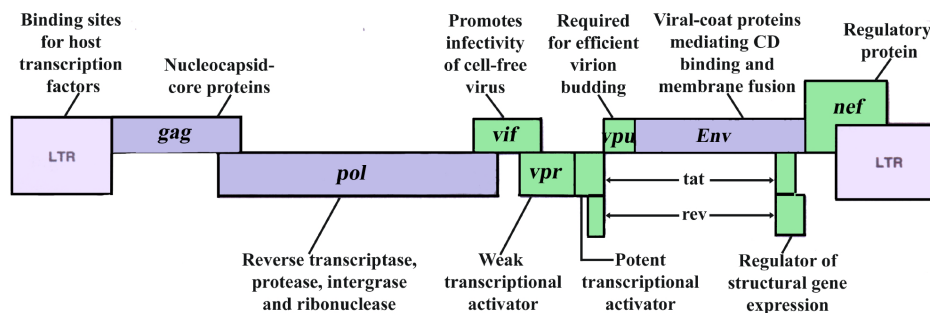 Binding sites
for host
transcription
factors
Nucleocapsid-
core proteins
Promotes
infectivity
of cell-free
virus
Required
for efficient
virion
budding
Viral-coat proteins
mediating CD
binding and
membrane fusion
Regulatory
protein
LTR
gag
pol
vif
vpr
vpu
Env
nef
LTR
tat
rev
Reverse transcriptase,
protease, intergrase
and ribonuclease
Weak
transcriptional
activator
Potent
transcriptional
activator
Regulator of
structural gene
expression